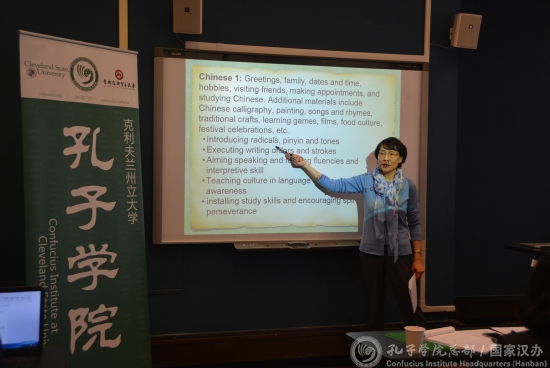 Cleveland State
University
克利夫兰州立大学
孔子学院
Confucius Institute at
Cleveland State
Chinese 1: Greetings, family, dates and time,
hobbies, visiting friends, making appointments, and
studying Chinese. Additional materials include
Chinese calligraphy, painting, songs and rhymes,
traditional crafts, learning games, films, food culture,
festival celebrations, etc.
•Introducing radicals, pinyin and tones
•Executing writing orders and strokes
•Aiming speaking and fluencies and
interpretive skill
•Teaching culture in language
awareness
•installing study skills and encouraging
perseverance
孔子学院总部 / 国家汉办
Confucius Institute Headquarters [Hanban]